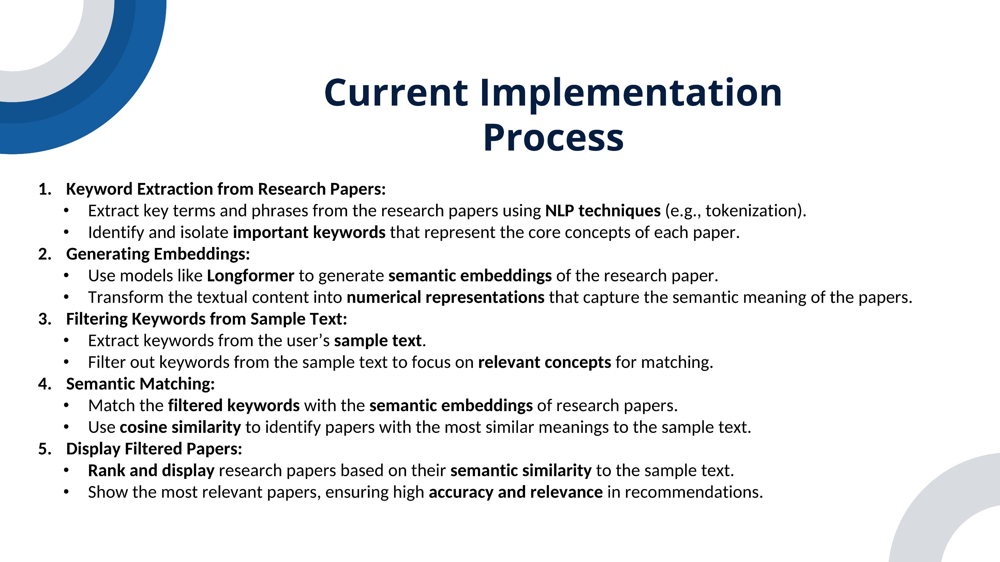 Current Implementation
Process
1. Keyword Extraction from Research Papers:
• Extract key terms and phrases from the research papers using NLP techniques (e.g., tokenization).
• Identify and isolate important keywords that represent the core concepts of each paper.
2. Generating Embeddings:
• Use models like Longformer to generate semantic embeddings of the research paper.
• Transform the textual content into numerical representations that capture the semantic meaning of the papers.
3. Filtering Keywords from Sample Text:
• Extract keywords from the user’s sample text.
• Filter out keywords from the sample text to focus on relevant concepts for matching.
4. Semantic Matching:
• Match the filtered keywords with the semantic embeddings of research papers.
• Use cosine similarity to identify papers with the most similar meanings to the sample text.
5. Display Filtered Papers:
• Rank and display research papers based on their semantic similarity to the sample text.
• Show the most relevant papers, ensuring high accuracy and relevance in recommendations.